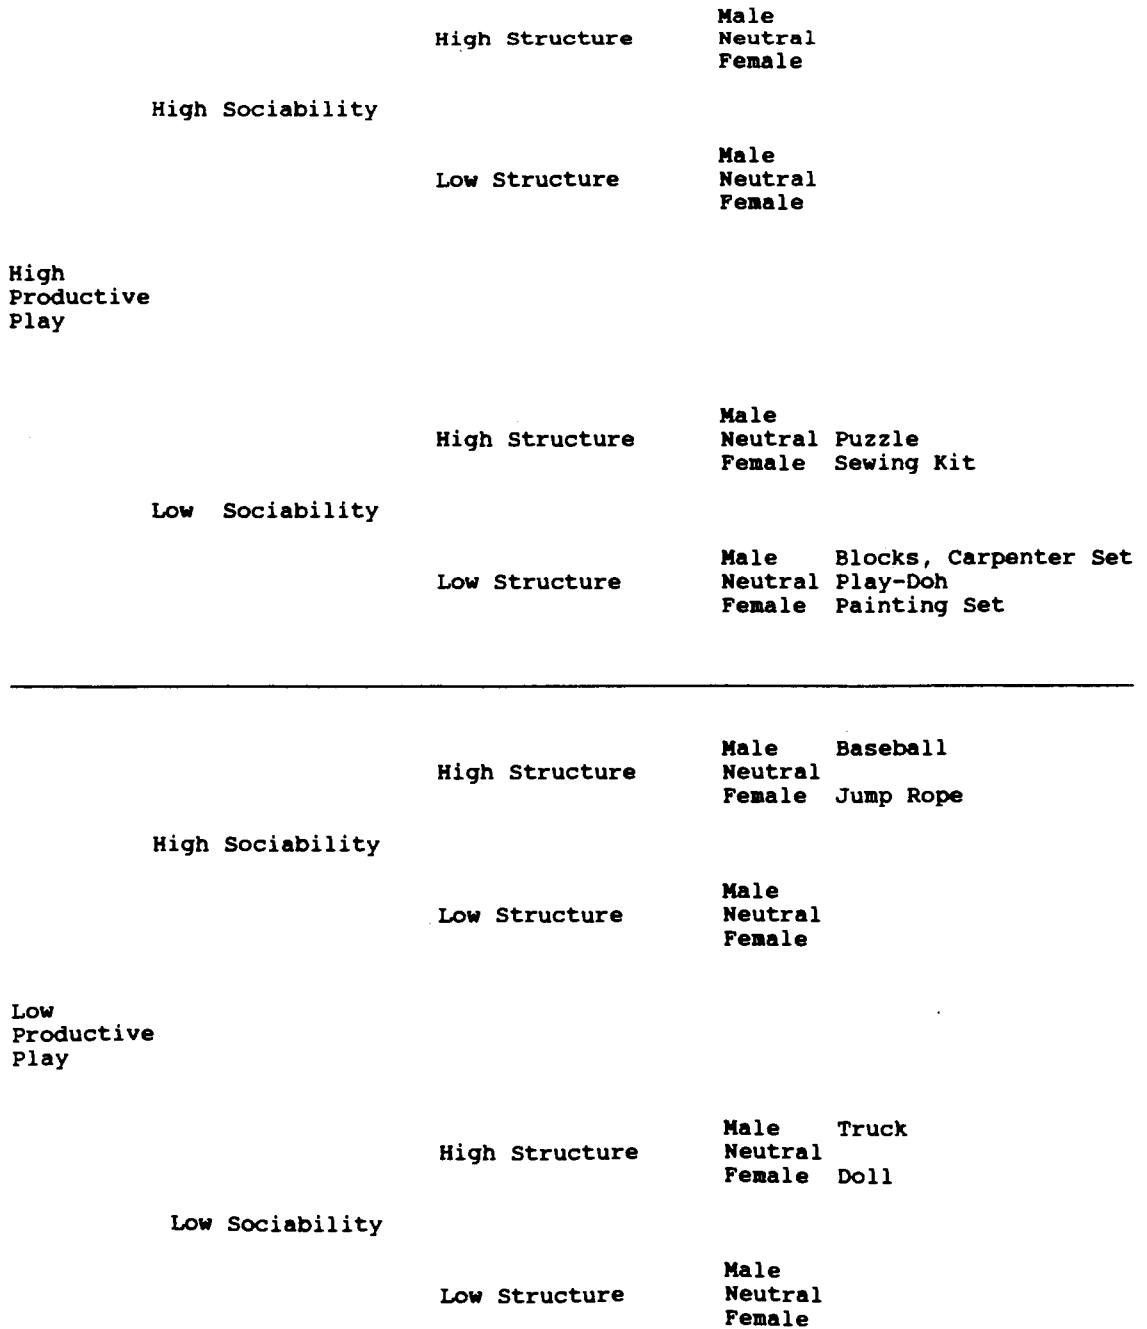 Male
High Structure Neutral
Female
High Sociability
Male
Low Structure Neutral
Female
High
Productive
Play
Male
High Structure Neutral Puzzle
Female Sewing Kit
Low Sociability
Male Blocks, Carpenter Set
Low Structure Neutral Play-Doh
Female Painting Set
Male Baseball
High Structure Neutral
Female Jump Rope
High Sociability
Male
Low Structure Neutral
Female
Low
Productive
Play
Male Truck
High Structure Neutral
Female Doll
Low Sociability
Male
Low Structure Neutral
Female